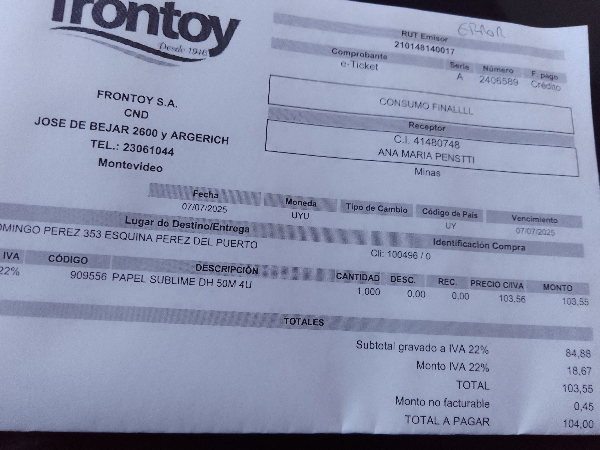 frontoy
Desde 1916
ERROR
RUT Emisor
210148140017
Comprobante Serie Número F. pago
e-Ticket A 2406589 Crédito
FRONTOY S.A.
CND
JOSE DE BEJAR 2600 y ARGERICH
TEL.: 23061044
Montevideo
CONSUMO FINALLLL
Receptor
C.I. 41480748
ANA MARIA PENSTTI
Minas
Fecha Moneda Tipo de Cambio Código de Pais Vencimiento
07/07/2025 UYU UY 07/07/2025
Lugar de Destino/Entrega Identificación Compra
OMINGO PEREZ 353 ESQUINA PEREZ DEL PUERTO Cli: 100496 / 0
IVA CÓDIGO DESCRIPCIÓN CANTIDAD DESC. REC. PRECIO C/IVA MONTO
22% 909556 PAPEL SUBLIME DH 50M 4U 1,000 0,00 0,00 103,56 103,55
TOTALES
Subtotal gravado a IVA 22% 84,88
Monto IVA 22% 18,67
TOTAL 103,55
Monto no facturable 0,45
TOTAL A PAGAR 104,00